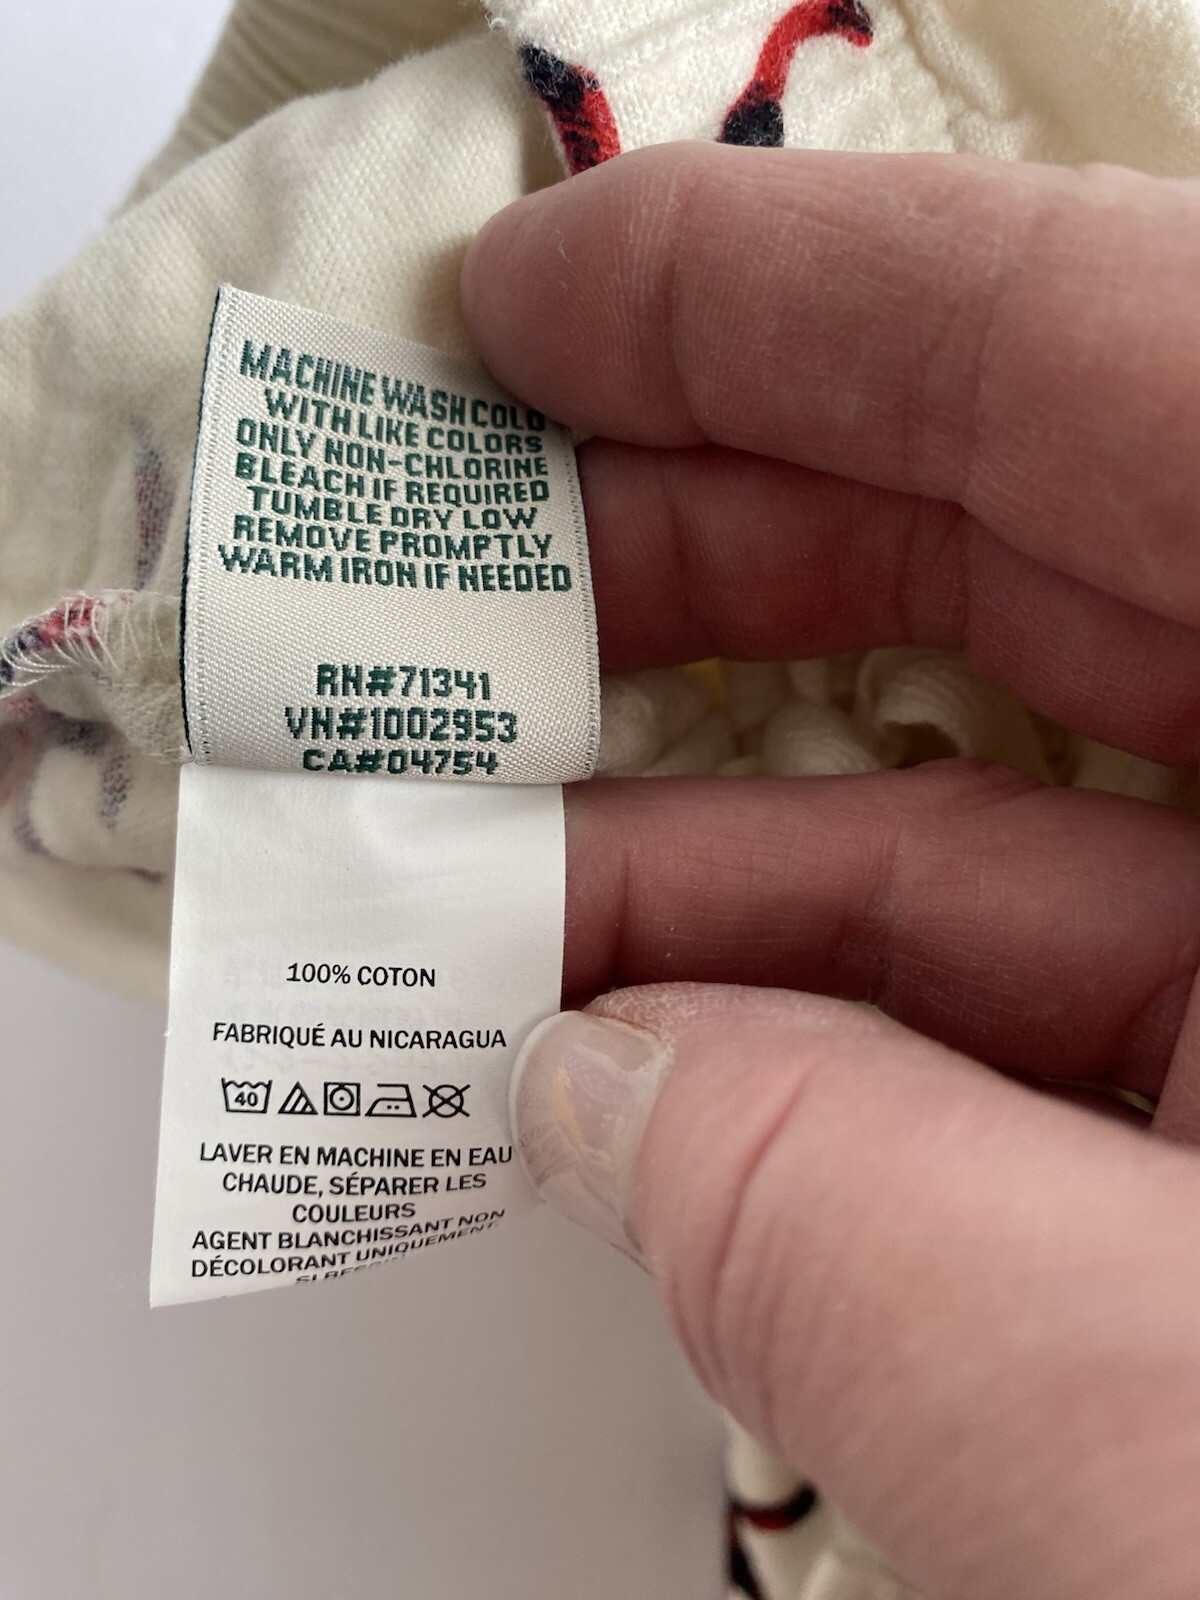 MACHINE WASH COLD
WITH LIKE COLORS
ONLY NON-CHLORINE
BLEACH IF REQUIRED
TUMBLE DRY LOW
REMOVE PROMPTLY
WARM IRON IF NEEDED
RN#71341
VN#1002953
CA#04754
100% COTON
FABRIQUÉ AU NICARAGUA
40
LAVER EN MACHINE EN EAU
CHAUDE, SÉPARER LES
COULEURS
AGENT BLANCHISSANT NON
DÉCOLORANT UNIQUEMENT